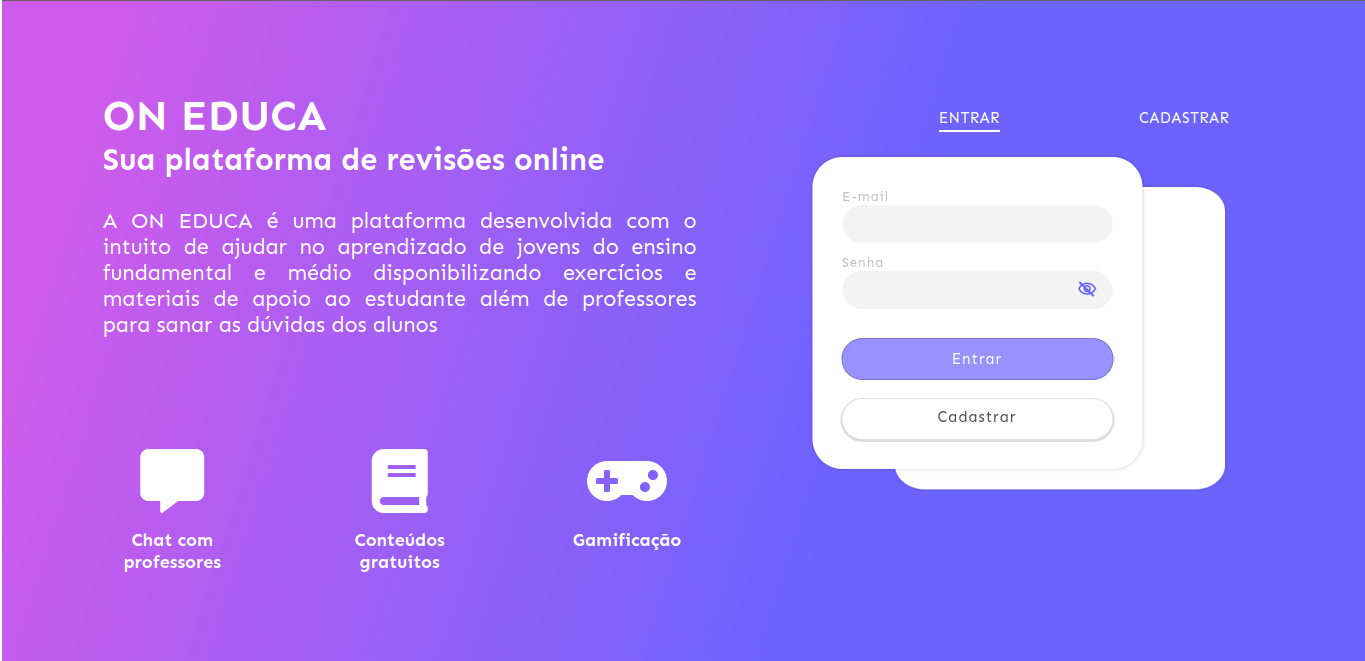 ON EDUCA
Sua plataforma de revisões online
A ON EDUCA é uma plataforma desenvolvida com o
intuito de ajudar no aprendizado de jovens do ensino
fundamental e médio disponibilizando exercícios e
materiais de apoio ao estudante além de professores
para sanar as dúvidas dos alunos
Chat com
professores
Conteúdos
gratuitos
Gamificação
ENTRAR
CADASTRAR
E-mail
Senha
Entrar
Cadastrar